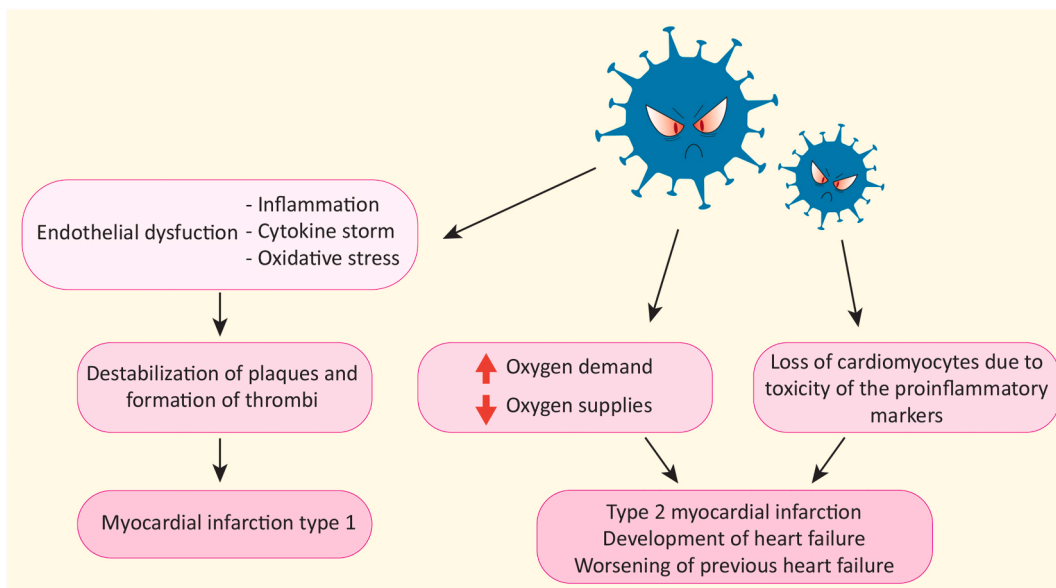 Endothelial dysfuction
- Inflammation
- Cytokine storm
- Oxidative stress
Destabilization of plaques and
formation of thrombi
Myocardial infarction type 1
Oxygen demand
Oxygen supplies
Loss of cardiomyocytes due to
toxicity of the proinflammatory
markers
Type 2 myocardial infarction
Development of heart failure
Worsening of previous heart failure